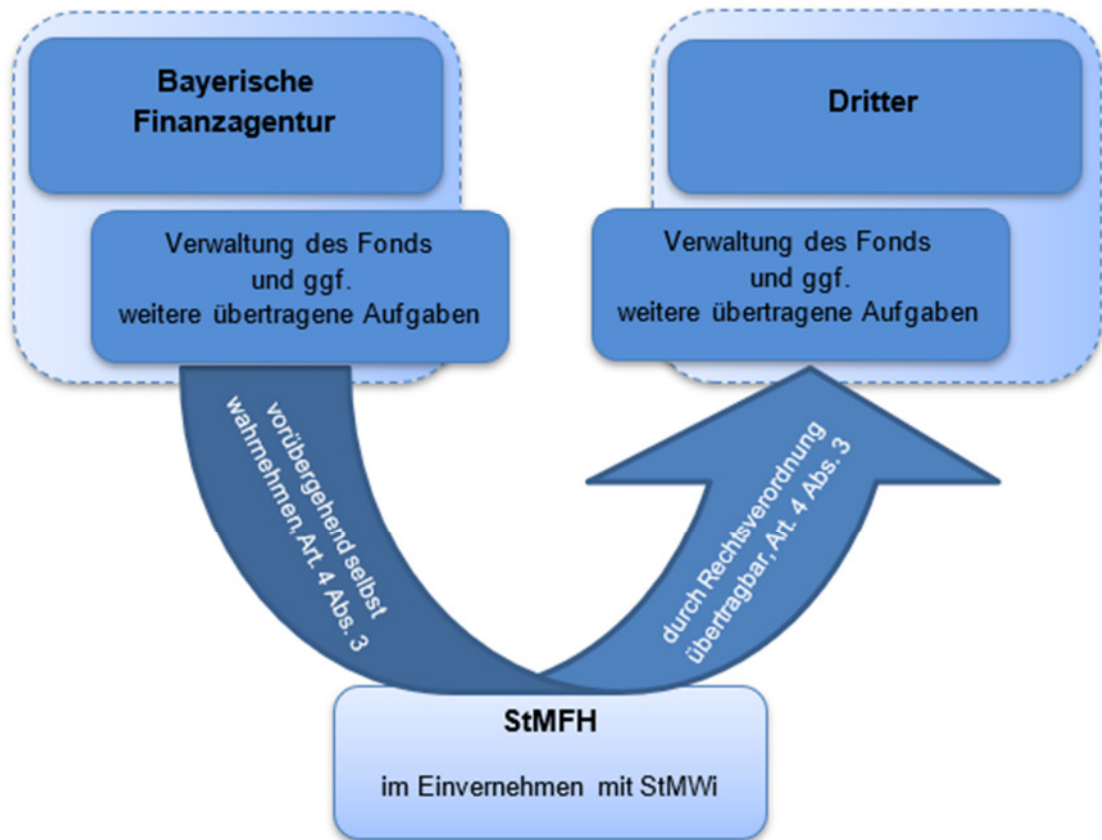 Bayerische
Finanzagentur
Verwaltung des Fonds
und ggf.
weitere übertragene Aufgaben
Dritter
Verwaltung des Fonds
und ggf.
weitere übertragene Aufgaben
vorübergehend selbst
wahrnehmen, Art. 4 Abs. 3
durch Rechtsverordnung
übertragbar, Art. 4 Abs. 3
StMFH
im Einvernehmen mit StMWi